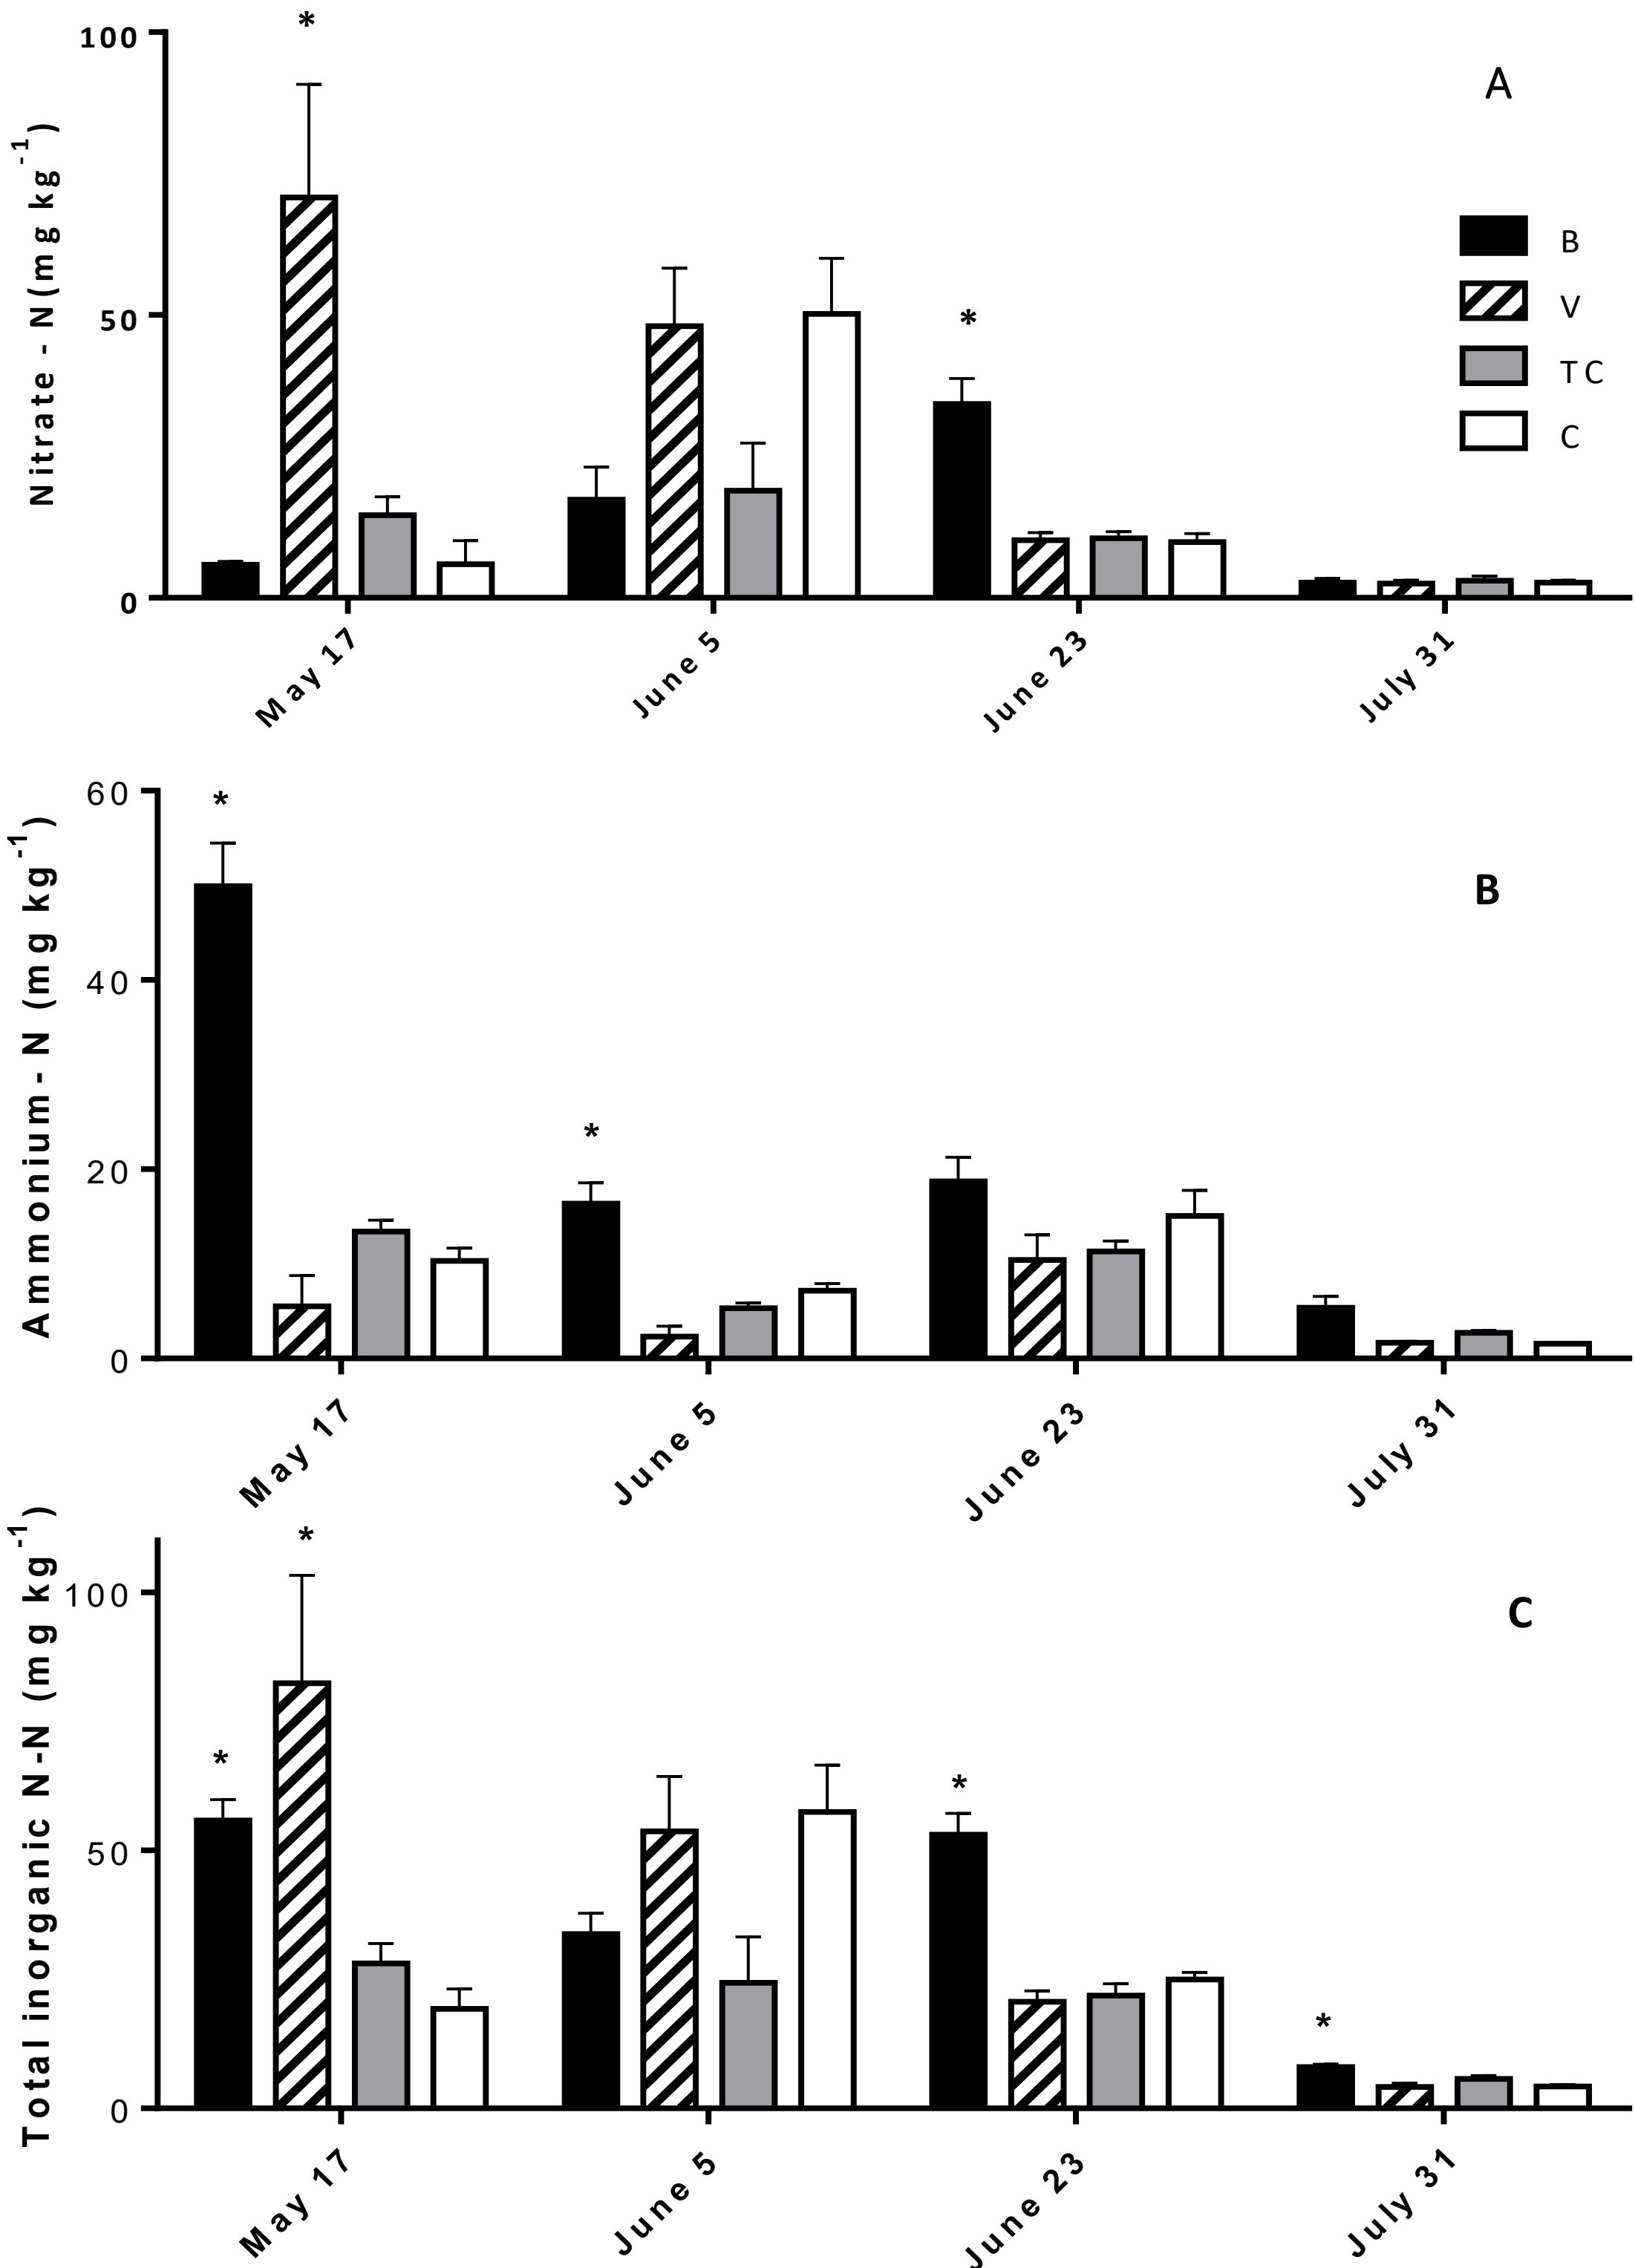 *
100
A
Nitrate - N(mg kg-1)
B
50
*
V
TC
C
0
May 17
June 5
June 23
July 31
60
*
B
Ammonium- N (mg kg-1)
40
20
*
0
May 17
June 5
June 23
July 31
*
100
C
Total inorganic N-N (mg kg-1)
*
50
*
*
0
May 17
June 5
June 23
July 31